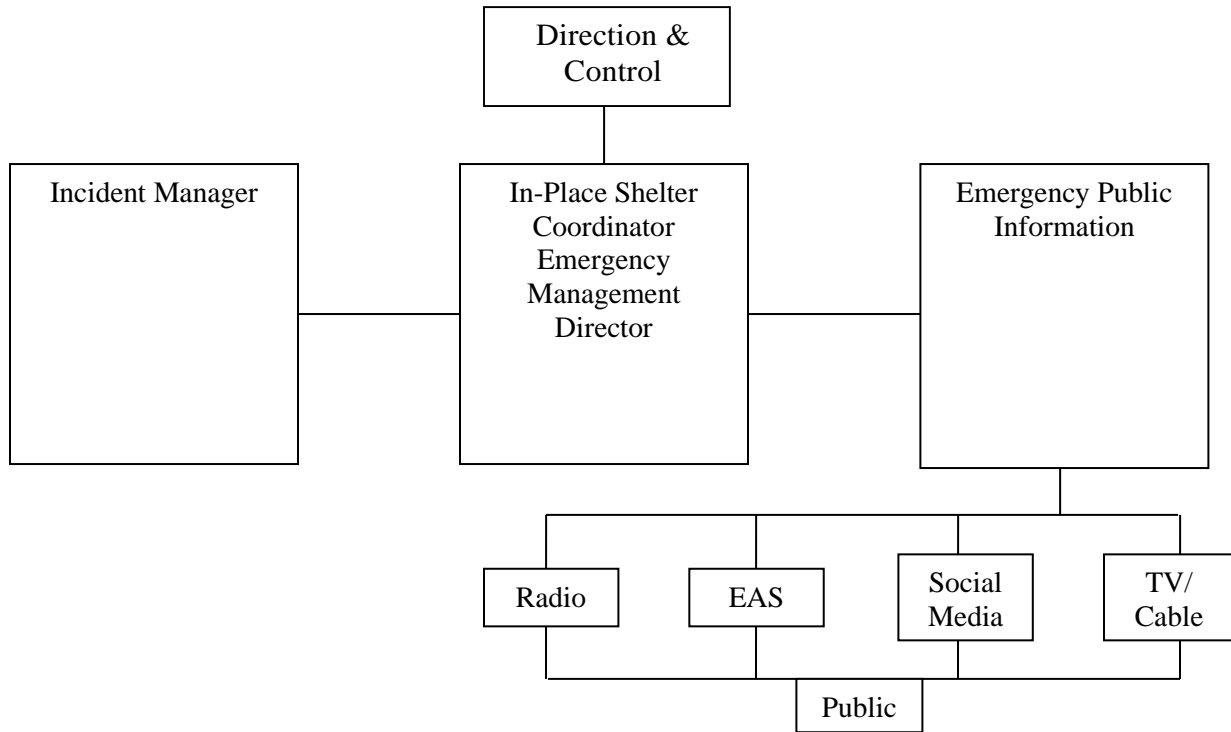 Direction &
Control
Incident Manager
In-Place Shelter
Coordinator
Emergency
Management
Director
Emergency Public
Information
Radio
EAS
Social
Media
TV/
Cable
Public